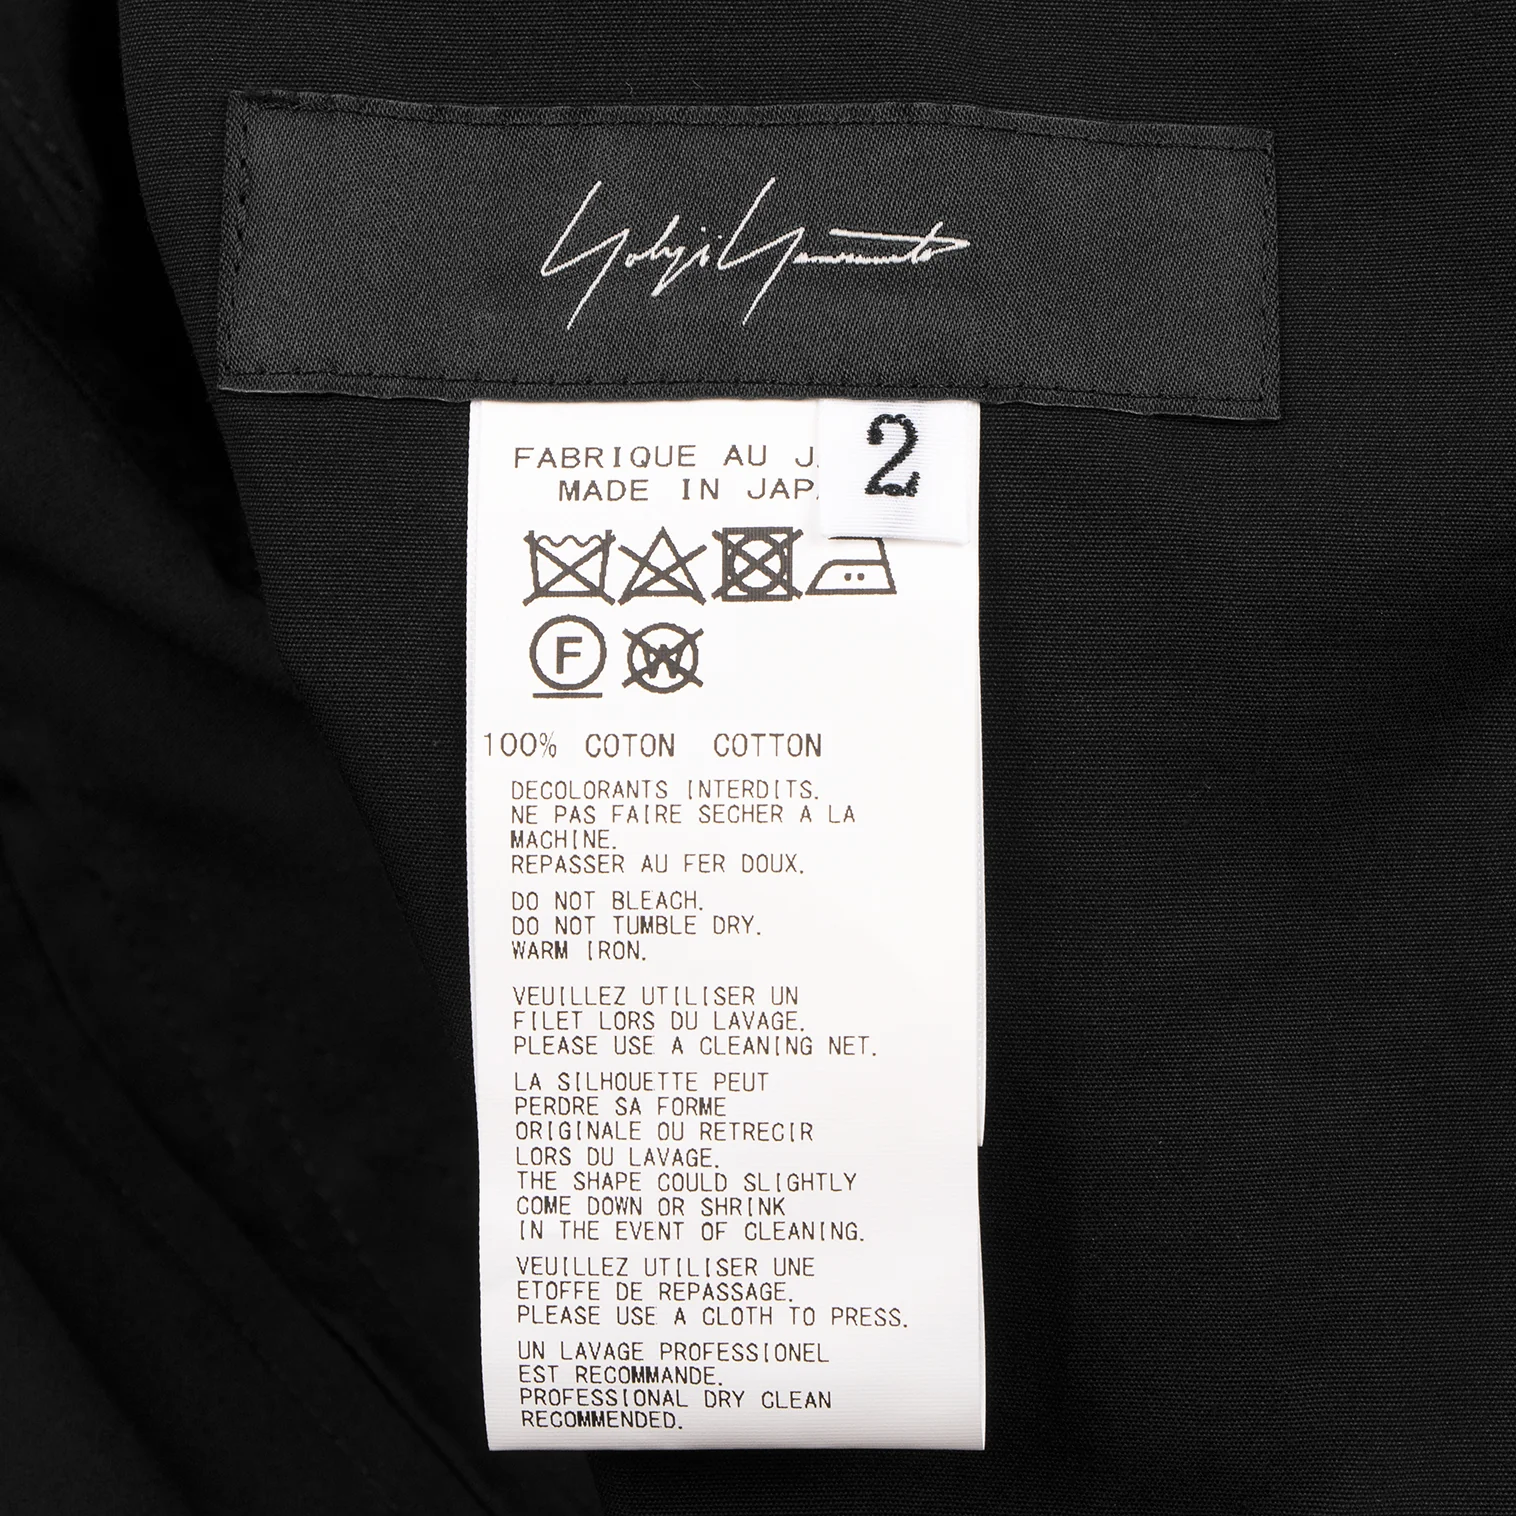 Yohji Yamamoto
2
FABRIQUE AU J
MADE IN JAP
F
W
100% COTON COTTON
DECOLORANTS INTERDITS.
NE PAS FAIRE SECHER A LA
MACHINE.
REPASSER AU FER DOUX.
DO NOT BLEACH.
DO NOT TUMBLE DRY.
WARM IRON.
VEUILLEZ UTILISER UN
FILET LORS DU LAVAGE.
PLEASE USE A CLEANING NET.
LA SILHOUETTE PEUT
PERDRE SA FORME
ORIGINALE OU RETRECIR
LORS DU LAVAGE.
THE SHAPE COULD SLIGHTLY
COME DOWN OR SHRINK
IN THE EVENT OF CLEANING.
VEUILLEZ UTILISER UNE
ETOFFE DE REPASSAGE.
PLEASE USE A CLOTH TO PRESS.
UN LAVAGE PROFESSIONEL
EST RECOMMANDE.
PROFESSIONAL DRY CLEAN
RECOMMENDED.